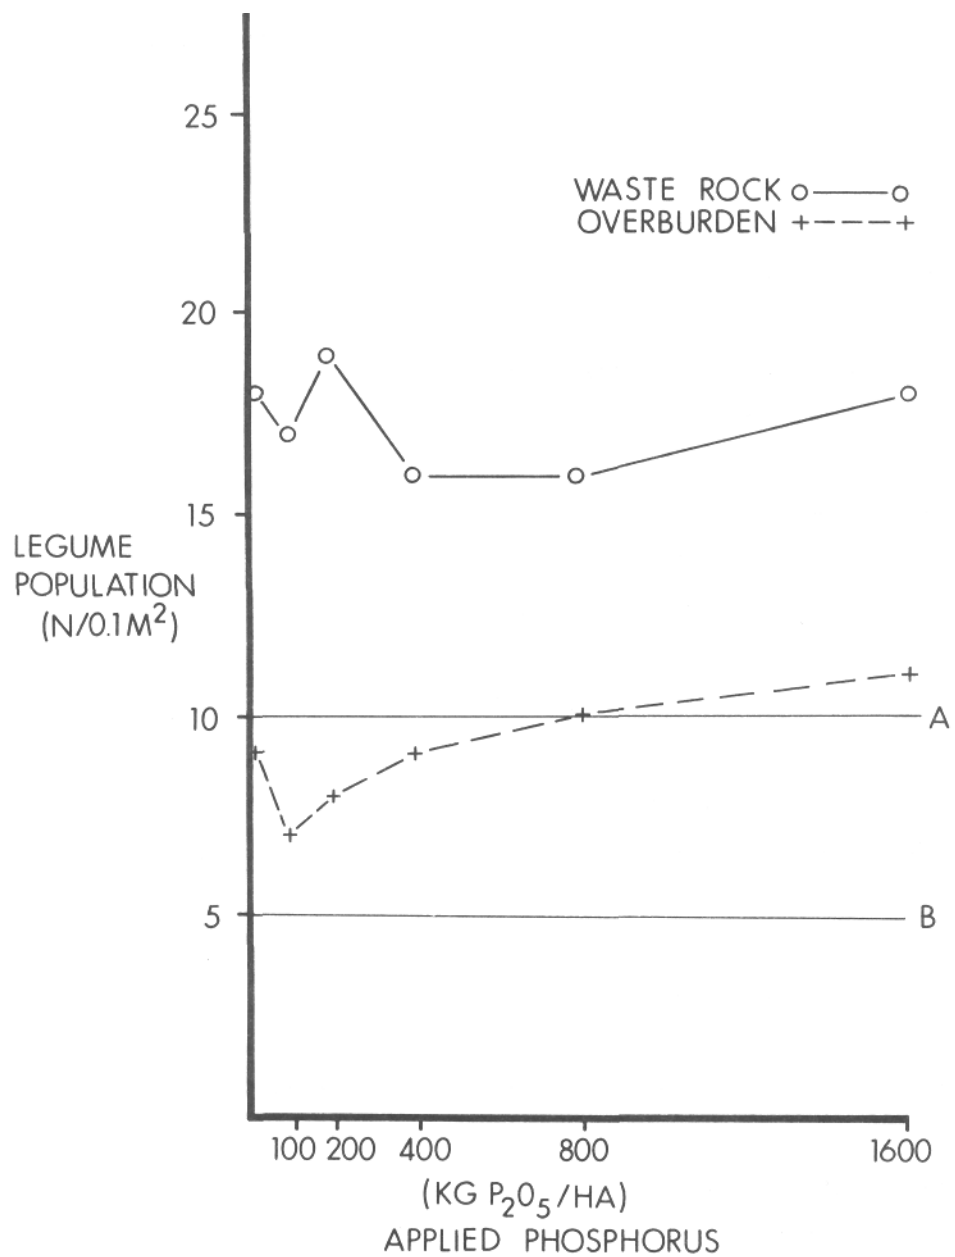 25
WASTE ROCK
OVERBURDEN
20
15
LEGUME
POPULATION
(N/0.1M²)
10
A
5
B
100 200 400 800 1600
(KG P₂O₅/HA)
APPLIED PHOSPHORUS